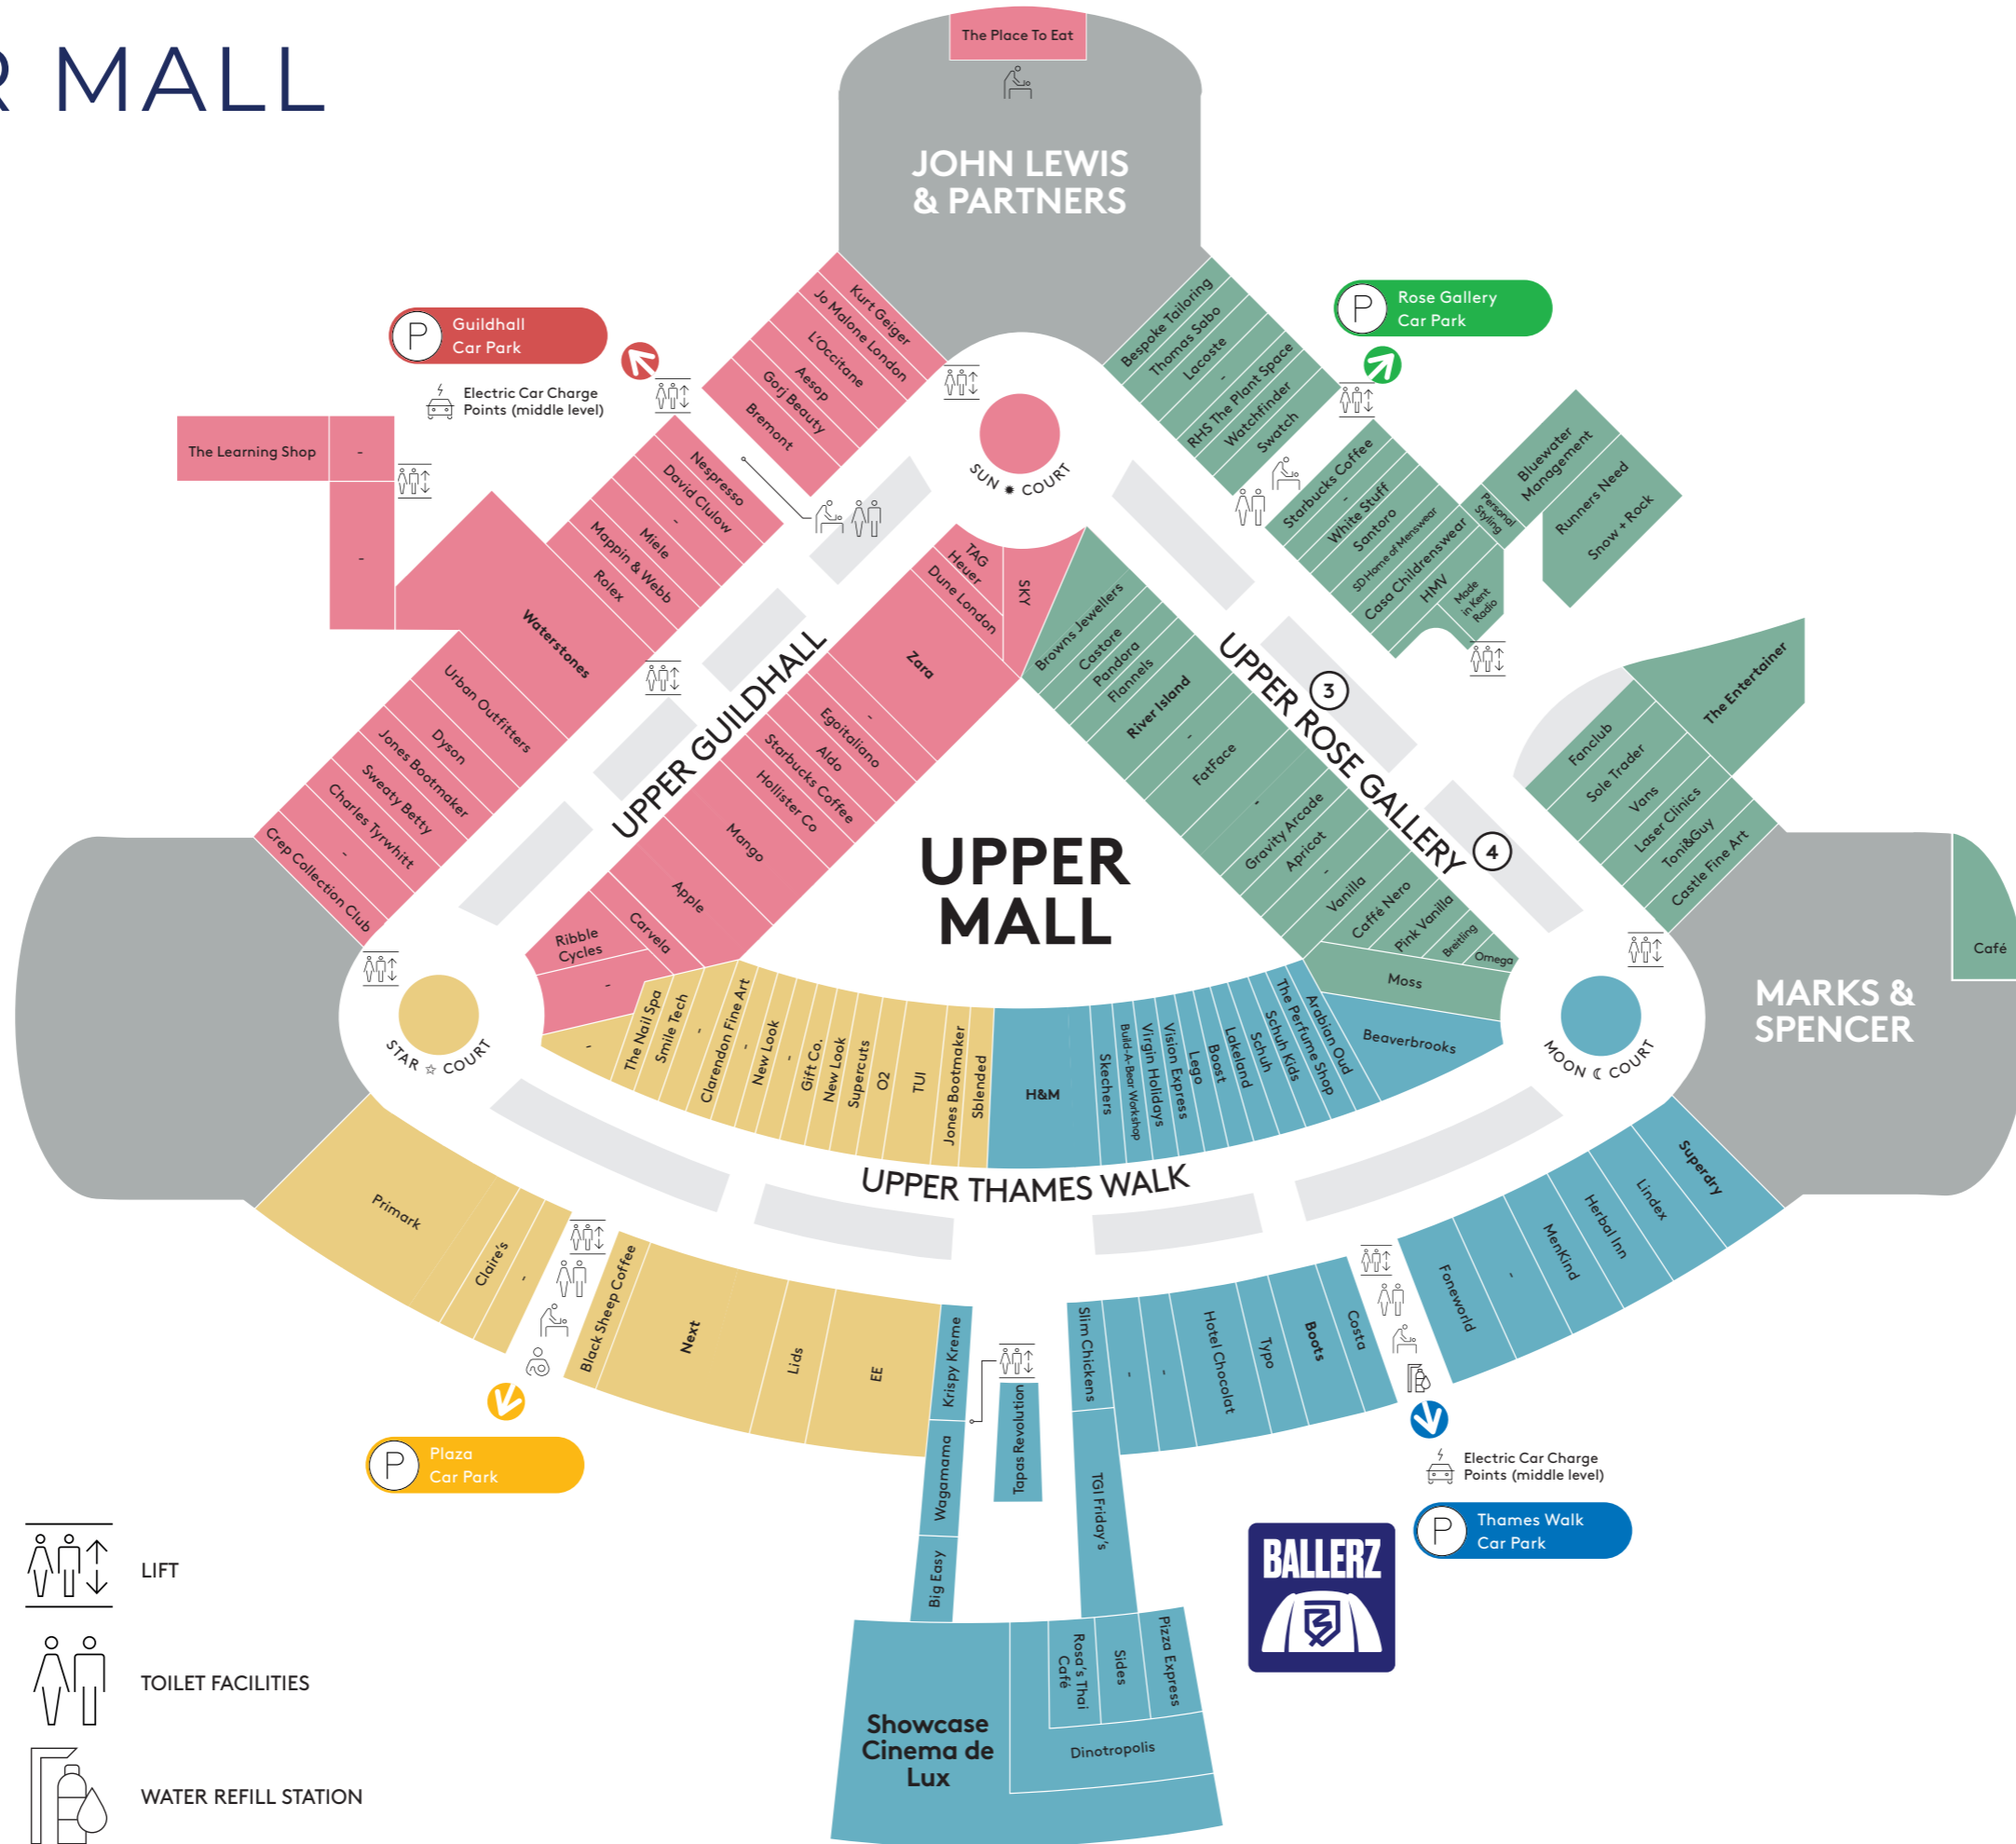 R MALL
The Place To Eat
JOHN LEWIS
& PARTNERS
Guildhall
Car Park
P
Electric Car Charge
Points (middle level)
Rose Gallery
Car Park
P
Kurt Geiger
Jo Malone London
L'Occitane
Aesop
Gorj Beauty
Bremont
Bespoke Tailoring
Thomas Sabo
Lacoste
-
RHS The Plant Space
Watchfinder
Swatch
SUN COURT
The Learning Shop
-
-
Nespresso
David Clulow
-
Miele
Mappin & Webb
Rolex
Waterstones
Urban Outfitters
Dyson
Jones Bootmaker
Sweaty Betty
Charles Tyrwhitt
-
Crep Collection Club
Starbucks Coffee
-
White Stuff
Santoro
SD Home of Menswear
Casa Childrenswear
HMV
Made
in Kent
Radio
Personal
Styling
Bluewater
Management
Runners Need
Snow + Rock
The Entertainer
Fanclub
Sole Trader
Vans
Laser Clinics
Toni&Guy
Castle Fine Art
TAG
Heuer
Dune London
SKY
Zara
-
Egoitaliano
Aldo
Starbucks Coffee
Hollister Co
Mango
Apple
Carvela
Ribble
Cycles
-
UPPER GUILDHALL
Browns Jewellers
Castore
Pandora
Flannels
River Island
-
FatFace
-
Gravity Arcade
Apricot
-
Vanilla
Caffé Nero
Pink Vanilla
Breitling
Omega
Moss
UPPER ROSE GALLERY
3
4
UPPER
MALL
Café
MARKS &
SPENCER
STAR COURT
MOON COURT
-
The Nail Spa
Smile Tech
-
Clarendon Fine Art
-
New Look
-
Gift Co.
New Look
Supercuts
O2
TUI
Jones Bootmaker
Sblended
H&M
Skechers
Build-A-Bear Workshop
Virgin Holidays
Vision Express
Lego
Boost
Lakeland
Schuh
Schuh Kids
The Perfume Shop
Arabian Oud
Beaverbrooks
UPPER THAMES WALK
Primark
Claire's
-
Black Sheep Coffee
Next
Lids
EE
Krispy Kreme
Wagamama
Big Easy
Tapas Revolution
Slim Chickens
TGI Friday's
-
-
Hotel Chocolat
Typo
Boots
Costa
Foneworld
-
MenKind
Herbal Inn
Lindex
Superdry
P
Plaza
Car Park
Electric Car Charge
Points (middle level)
P
Thames Walk
Car Park
BALLERZ
B
Rosa's Thai
Café
Sides
Pizza Express
Dinotropolis
Showcase
Cinema de
Lux
LIFT
TOILET FACILITIES
WATER REFILL STATION